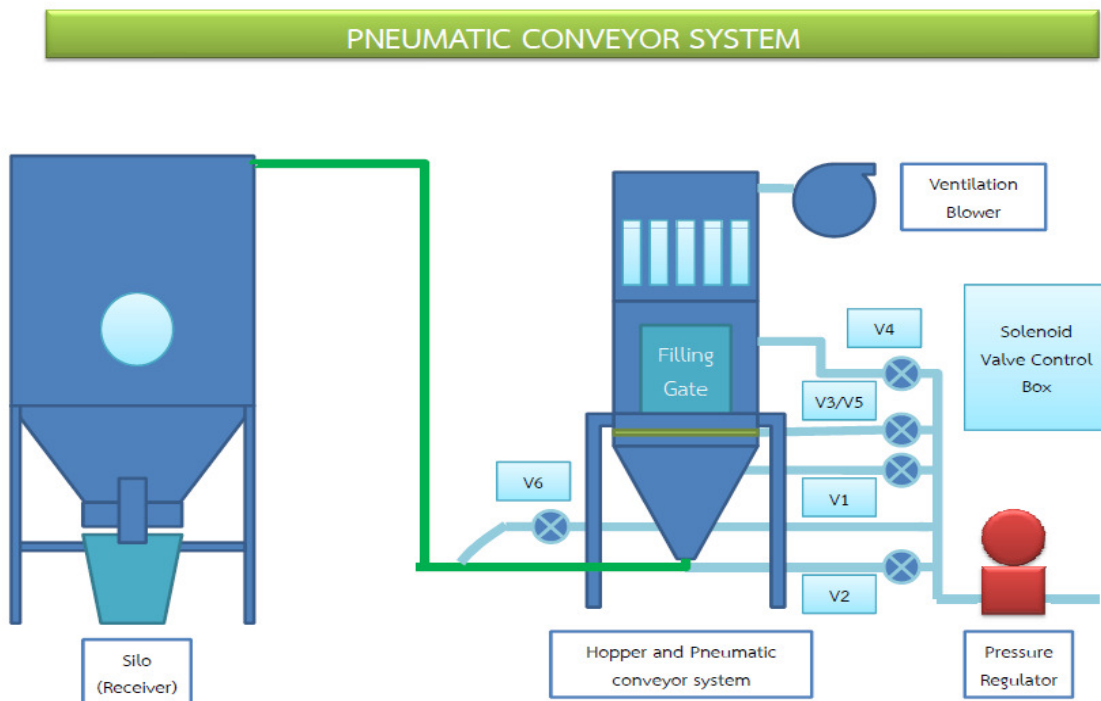 PNEUMATIC CONVEYOR SYSTEM
Ventilation
Blower
V4
Solenoid
Valve Control
Box
Filling
Gate
V3/V5
V6
V1
V2
Silo
(Receiver)
Hopper and Pneumatic
conveyor system
Pressure
Regulator